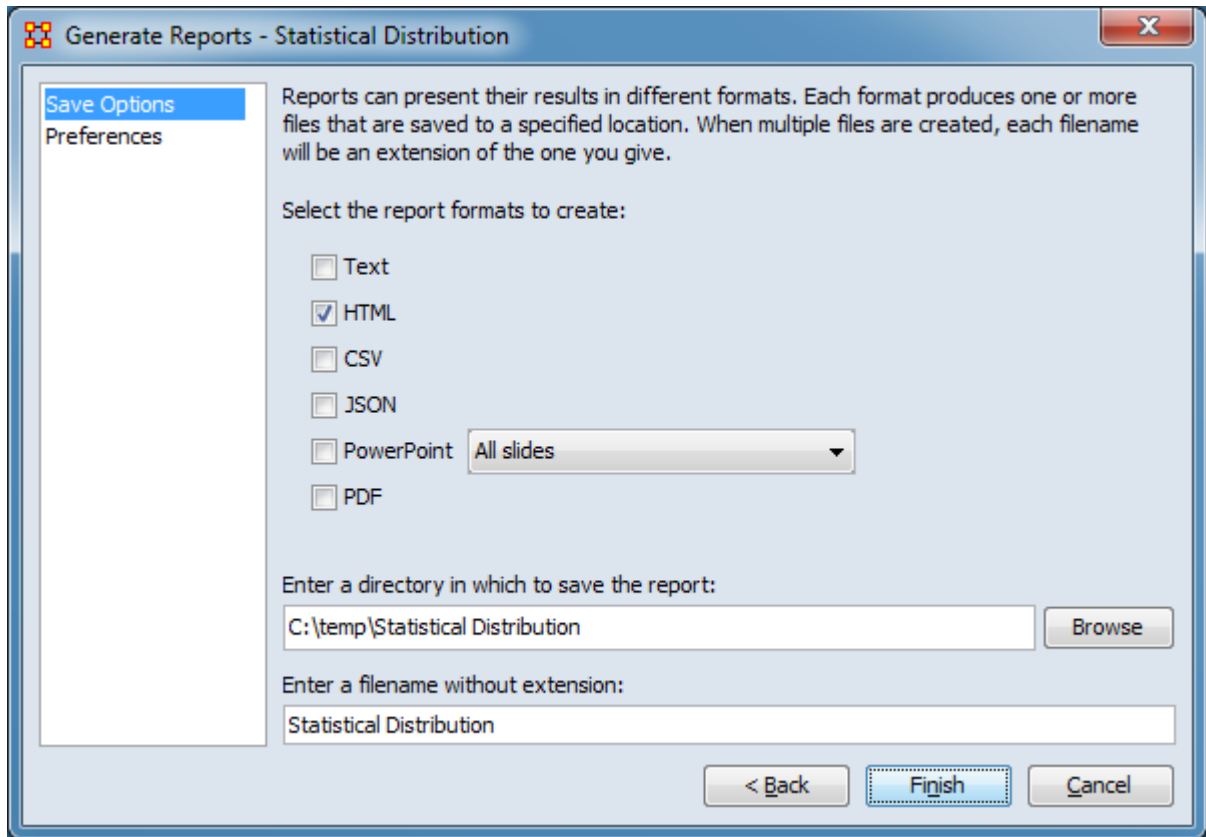 Generate Reports - Statistical Distribution
Save Options
Preferences
Reports can present their results in different formats. Each format produces one or more
files that are saved to a specified location. When multiple files are created, each filename
will be an extension of the one you give.
Select the report formats to create:
Text
HTML
CSV
JSON
PowerPoint All slides
PDF
Enter a directory in which to save the report:
C:\temp\Statistical Distribution Browse
Enter a filename without extension:
Statistical Distribution
< Back Finish Cancel